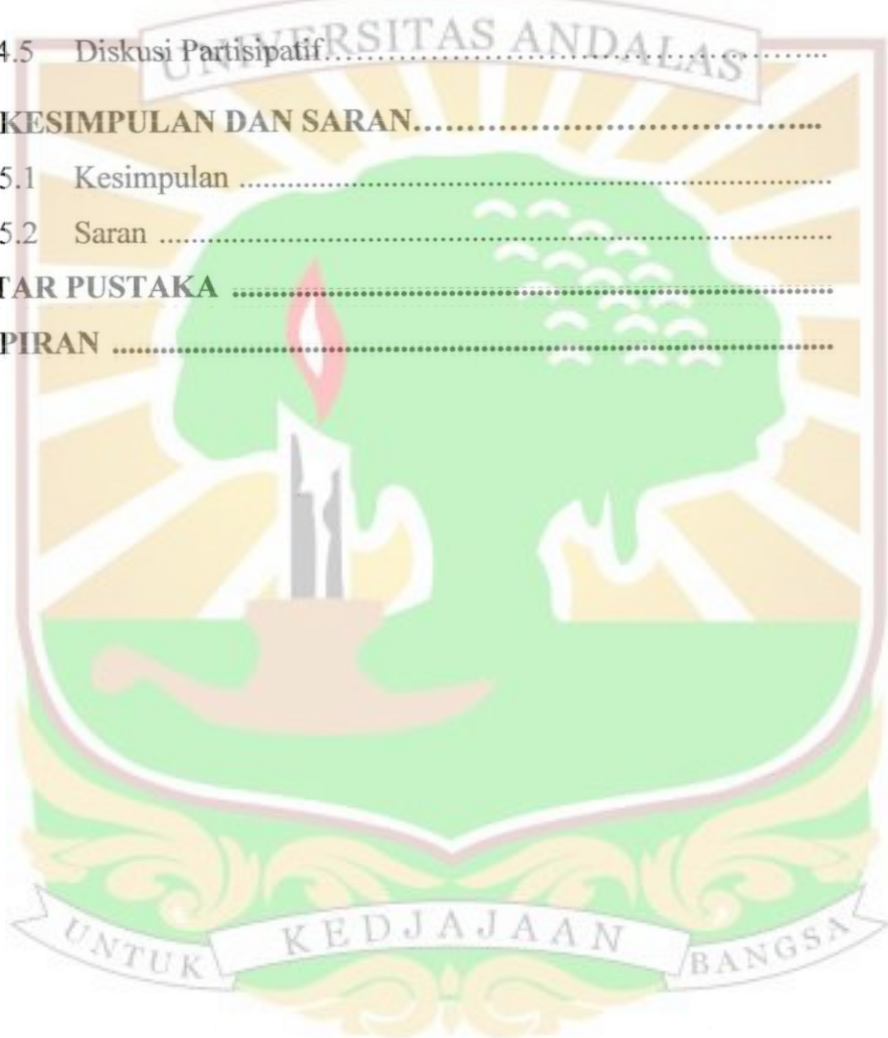 UNIVERSITAS ANDALAS
4.5 Diskusi Partisipatif..........................................................
KESIMPULAN DAN SARAN..........................................
5.1 Kesimpulan ..........................................................................
5.2 Saran ....................................................................................
TAR PUSTAKA ...........................................................................
PIRAN ..........................................................................................
UNTUK KEDJAJAAN BANGSA